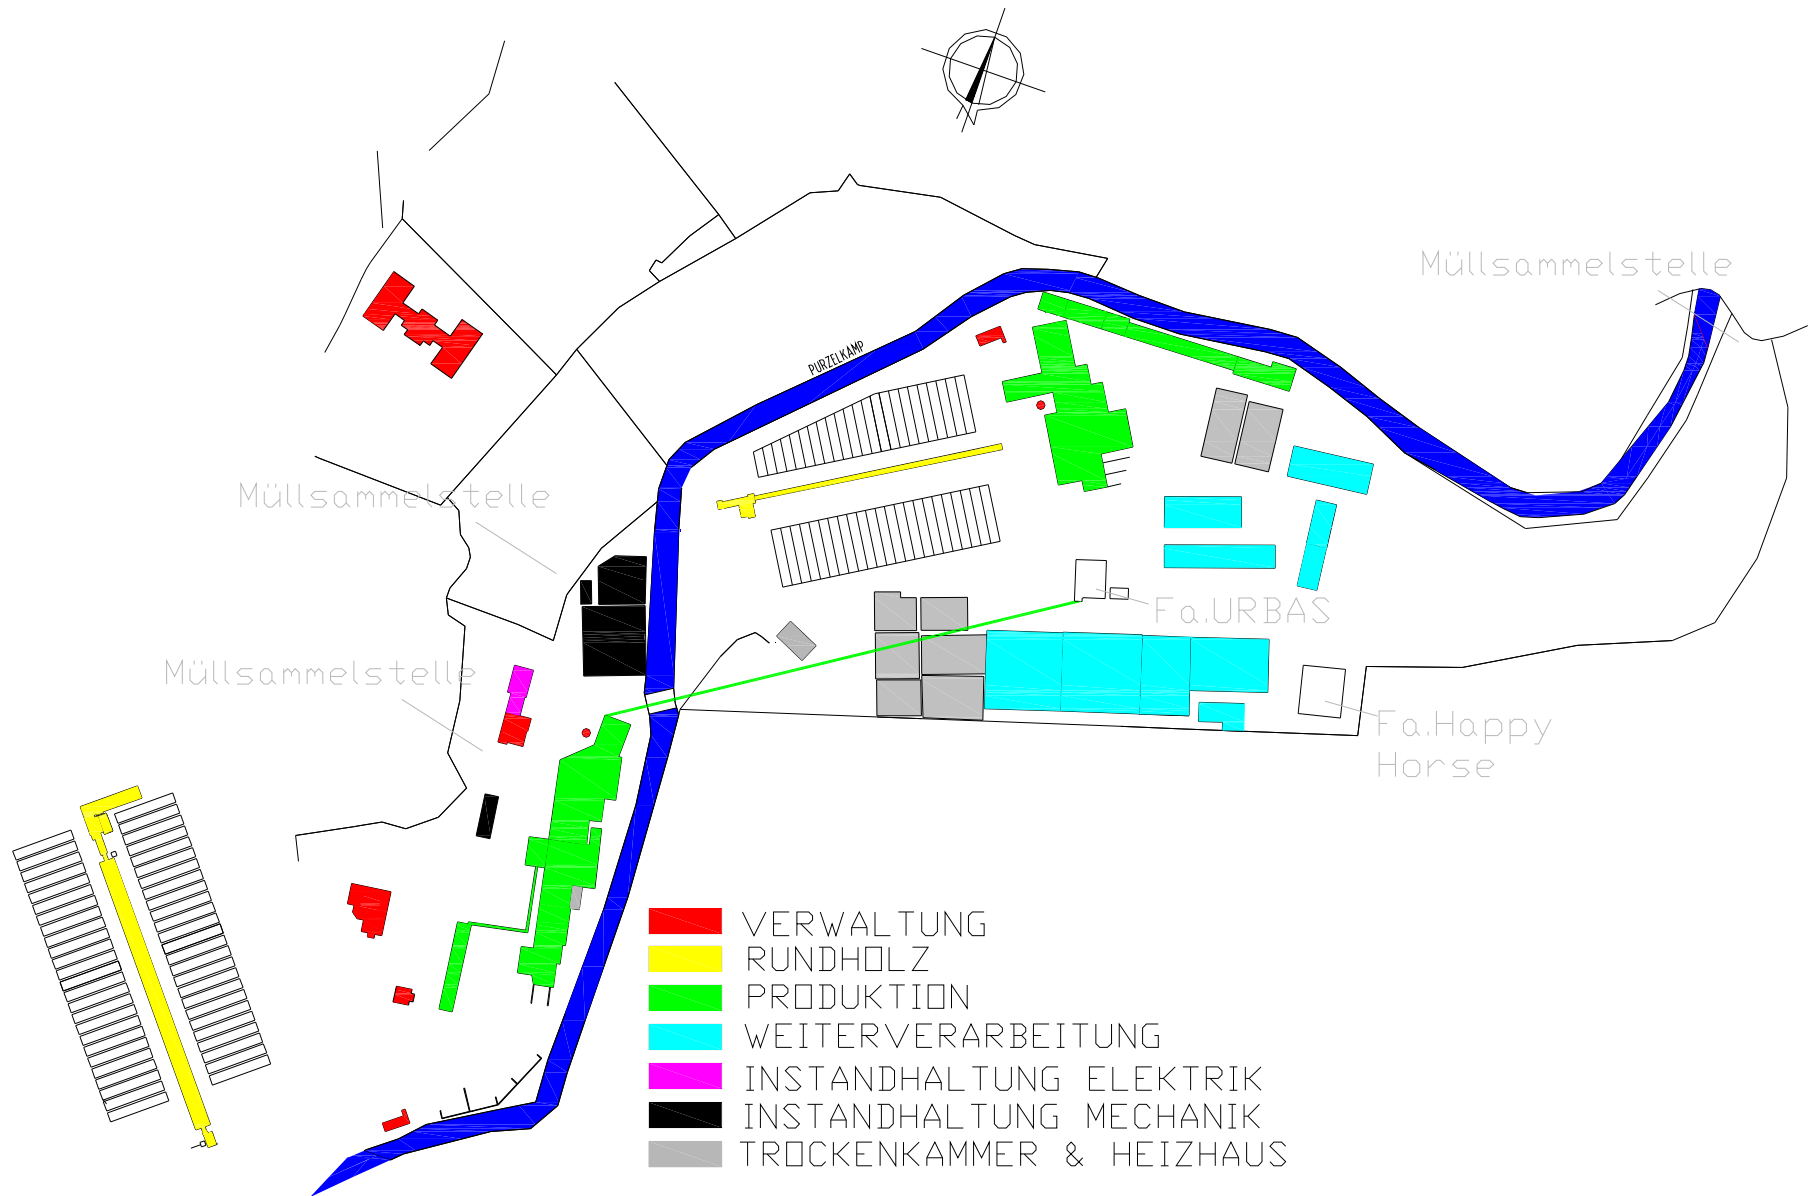 Müllsammelstelle
PURZELKAMP
Müllsammelstelle
Fa.URBAS
Müllsammelstelle
Fa.Happy
Horse
VERWALTUNG
RUNDHOLZ
PRODUKTION
WEITERVERARBEITUNG
INSTANDHALTUNG ELEKTRIK
INSTANDHALTUNG MECHANIK
TROCKENKAMMER & HEIZHAUS